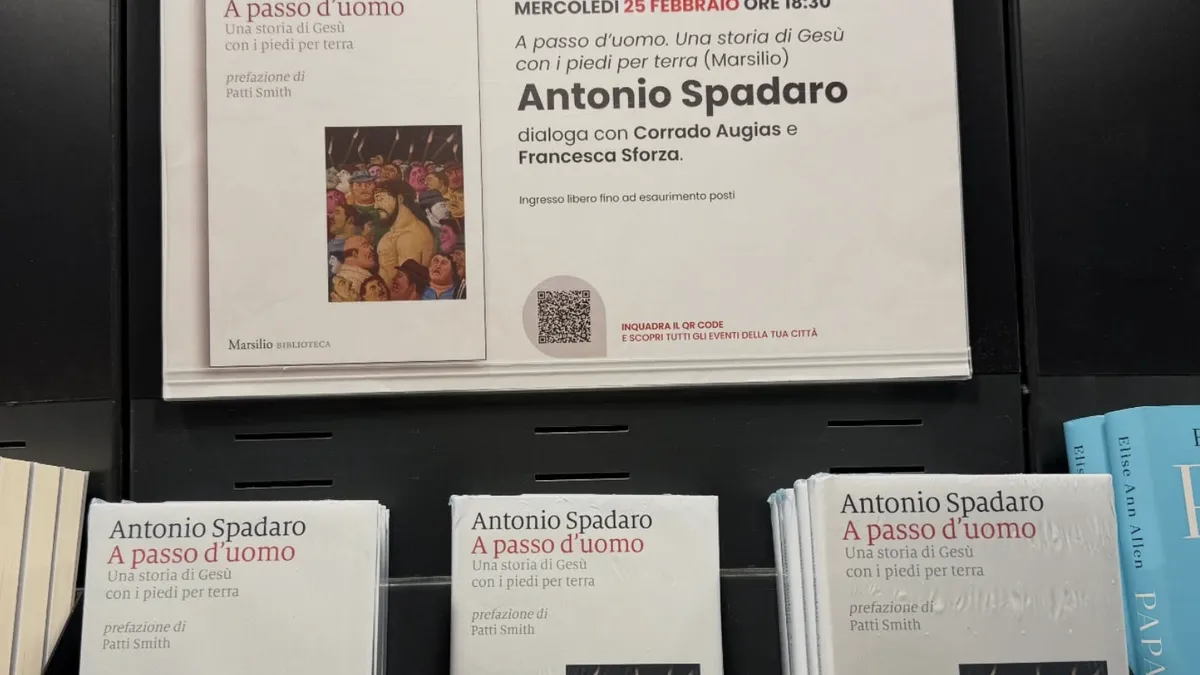 A passo d'uomo
Una storia di Gesù
con i piedi per terra
prefazione di
Patti Smith
Marsilio BIBLIOTECA
MERCOLEDÌ 25 FEBBRAIO ORE 18:30
A passo d'uomo. Una storia di Gesù
con i piedi per terra (Marsilio)
Antonio Spadaro
dialoga con Corrado Augias e
Francesca Sforza.
Ingresso libero fino ad esaurimento posti
INQUADRA IL QR CODE
E SCOPRI TUTTI GLI EVENTI DELLA TUA CITTÀ
Antonio Spadaro
A passo d'uomo
Una storia di Gesù
con i piedi per terra
prefazione di
Patti Smith
Antonio Spadaro
A passo d'uomo
Una storia di Gesù
con i piedi per terra
prefazione di
Patti Smith
Antonio Spadaro
A passo d'uomo
Una storia di Gesù
con i piedi per terra
prefazione di
Patti Smith
Elise Ann Allen